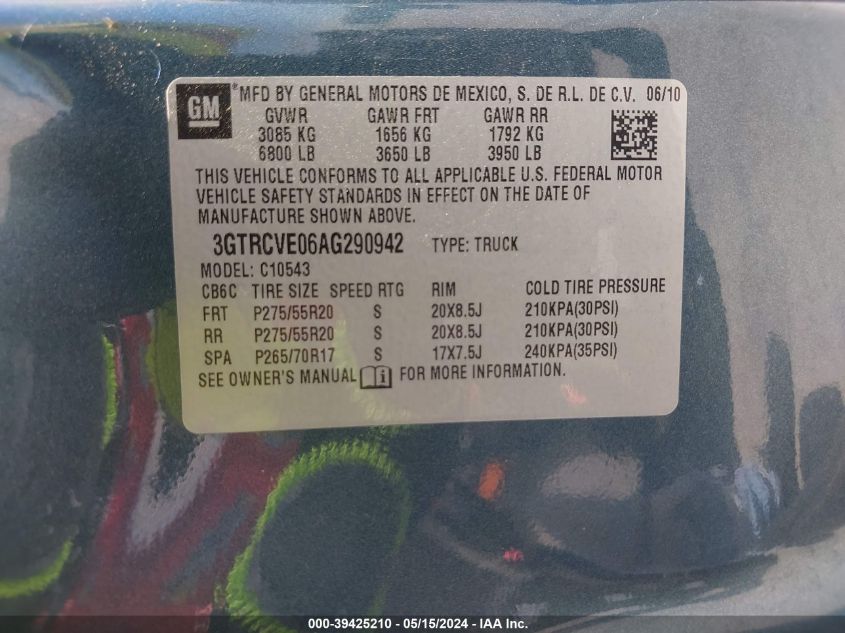 GM
®MFD BY GENERAL MOTORS DE MEXICO, S. DE R.L. DE C.V. 06/10
GVWR GAWR FRT GAWR RR
3085 KG 1656 KG 1792 KG
6800 LB 3650 LB 3950 LB
THIS VEHICLE CONFORMS TO ALL APPLICABLE U.S. FEDERAL MOTOR
VEHICLE SAFETY STANDARDS IN EFFECT ON THE DATE OF
MANUFACTURE SHOWN ABOVE.
3GTRCVE06AG290942 TYPE: TRUCK
MODEL: C10543
CB6C TIRE SIZE SPEED RTG RIM COLD TIRE PRESSURE
FRT P275/55R20 S 20X8.5J 210KPA(30PSI)
RR P275/55R20 S 20X8.5J 210KPA(30PSI)
SPA P265/70R17 S 17X7.5J 240KPA(35PSI)
SEE OWNER'S MANUAL i FOR MORE INFORMATION.
000-39425210 - 05/15/2024 - IAA Inc.